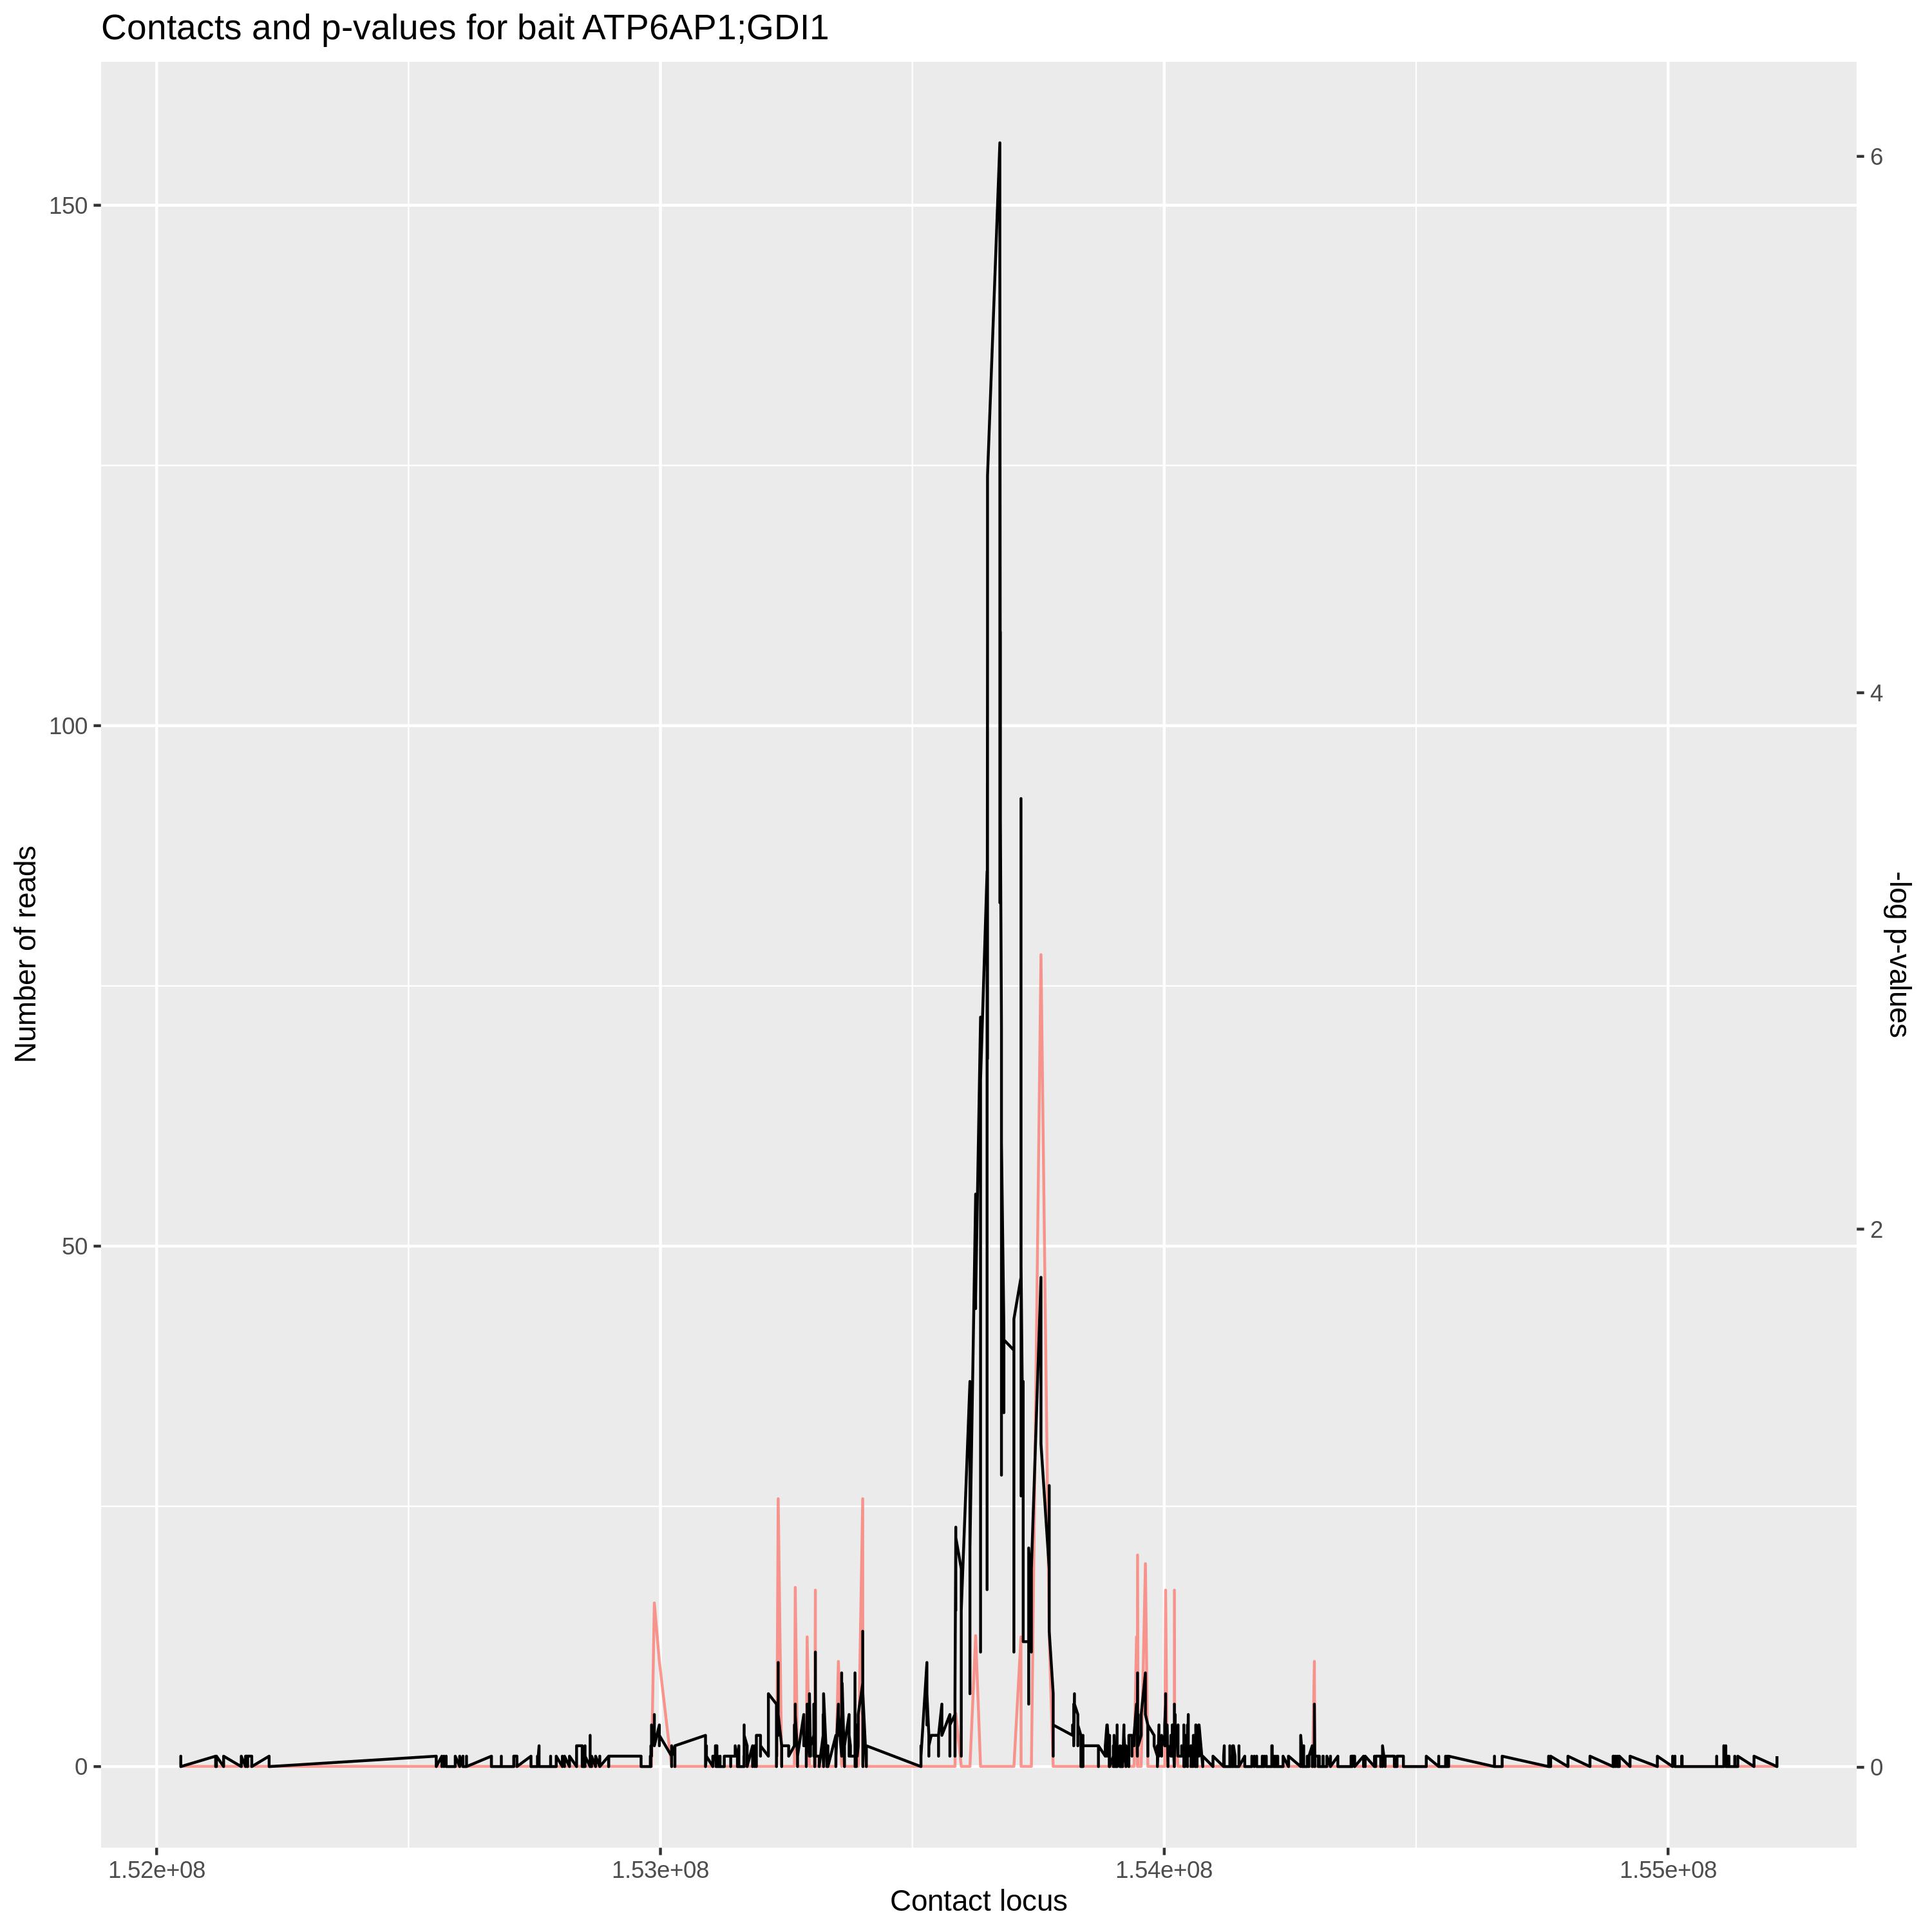 Contacts and p-values for bait ATP6AP1;GDI1
Number of reads
150
100
50
0
6
4
2
0
-log p-values
1.52e+08
1.53e+08
1.54e+08
1.55e+08
Contact locus